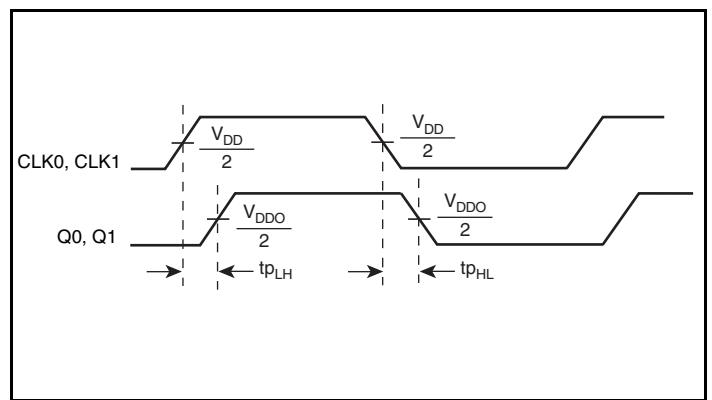 CLK0, CLK1
V_DD
2
V_DD
2
Q0, Q1
V_DDO
2
V_DDO
2
tp_LH
tp_HL